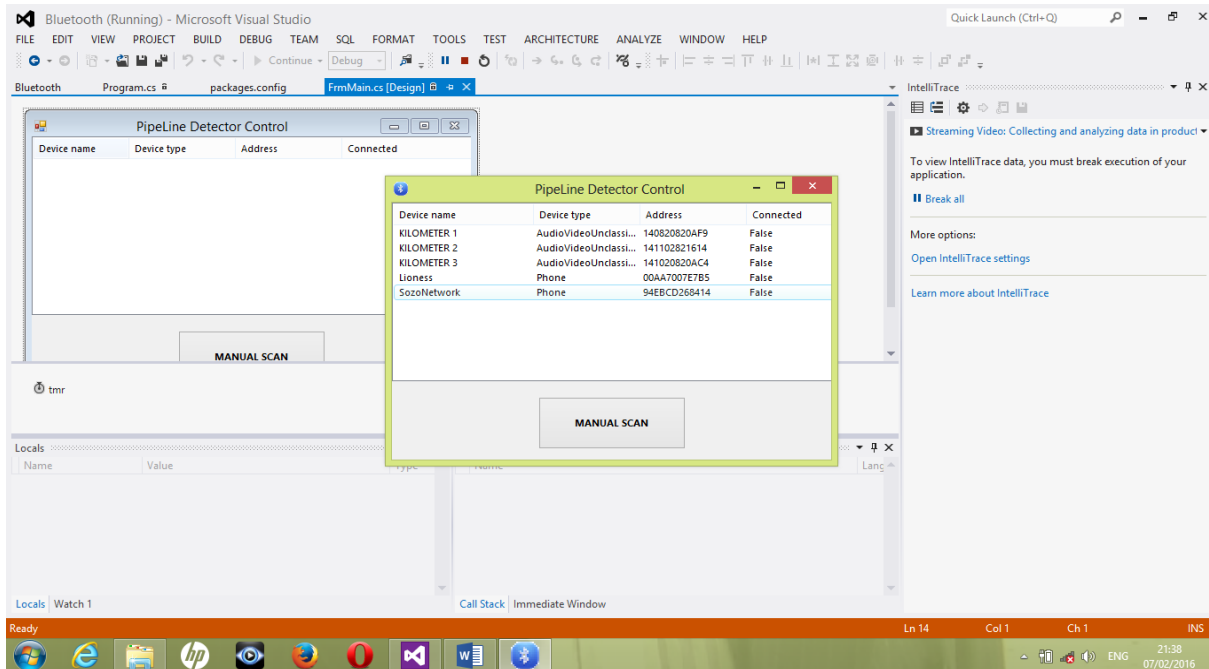 Bluetooth (Running) - Microsoft Visual Studio
Quick Launch (Ctrl+Q)
FILE EDIT VIEW PROJECT BUILD DEBUG TEAM SQL FORMAT TOOLS TEST ARCHITECTURE ANALYZE WINDOW HELP
Continue Debug
Bluetooth Program.cs packages.config FrmMain.cs [Design]
PipeLine Detector Control
Device name Device type Address Connected
MANUAL SCAN
tmr
PipeLine Detector Control
Device name Device type Address Connected
KILOMETER 1 AudioVideoUnclassi... 140820820AF9 False
KILOMETER 2 AudioVideoUnclassi... 141102821614 False
KILOMETER 3 AudioVideoUnclassi... 141020820AC4 False
Lioness Phone 00AA7007E7B5 False
SozoNetwork Phone 94EBCD268414 False
MANUAL SCAN
IntelliTrace
Streaming Video: Collecting and analyzing data in product
To view IntelliTrace data, you must break execution of your
application.
Break all
More options:
Open IntelliTrace settings
Learn more about IntelliTrace
Locals
Name Value Type
Name Lang
Locals Watch 1
Call Stack Immediate Window
Ready Ln 14 Col 1 Ch 1 INS
hp
ENG 21:38
07/02/2016